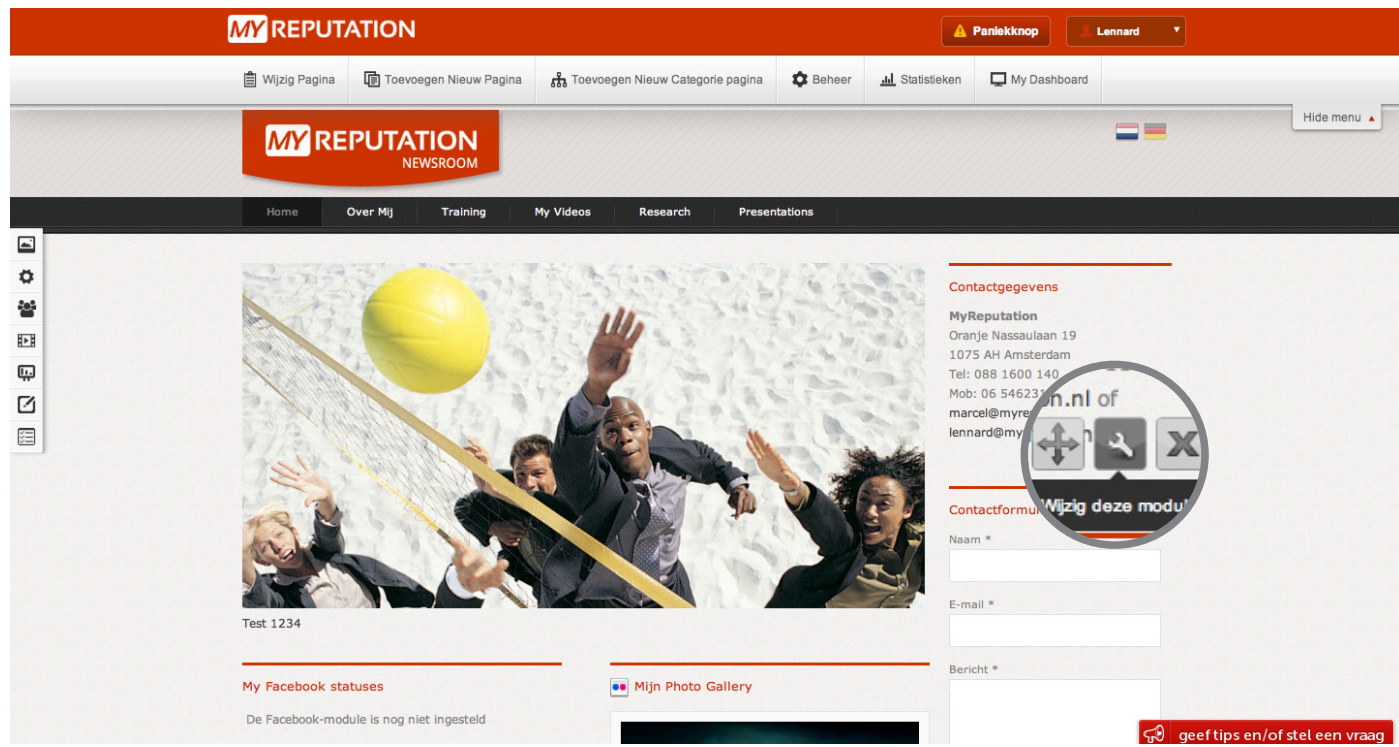 MY REPUTATION
Paniekknop
Lennard
Wijzig Pagina
Toevoegen Nieuw Pagina
Toevoegen Nieuw Categorie pagina
Beheer
Statistieken
My Dashboard
Hide menu
MY REPUTATION
NEWSROOM
Home
Over Mij
Training
My Videos
Research
Presentations
Contactgegevens
MyReputation
Oranje Nassaulaan 19
1075 AH Amsterdam
Tel: 088 1600 140
Mob: 06 54623
marcel@myre
on.nl of
lennard@my
X
Wijzig deze modu
Contactformu
Naam *
E-mail *
Bericht *
Test 1234
My Facebook statuses
De Facebook-module is nog niet ingesteld
Mijn Photo Gallery
geef tips en/of stel een vraag